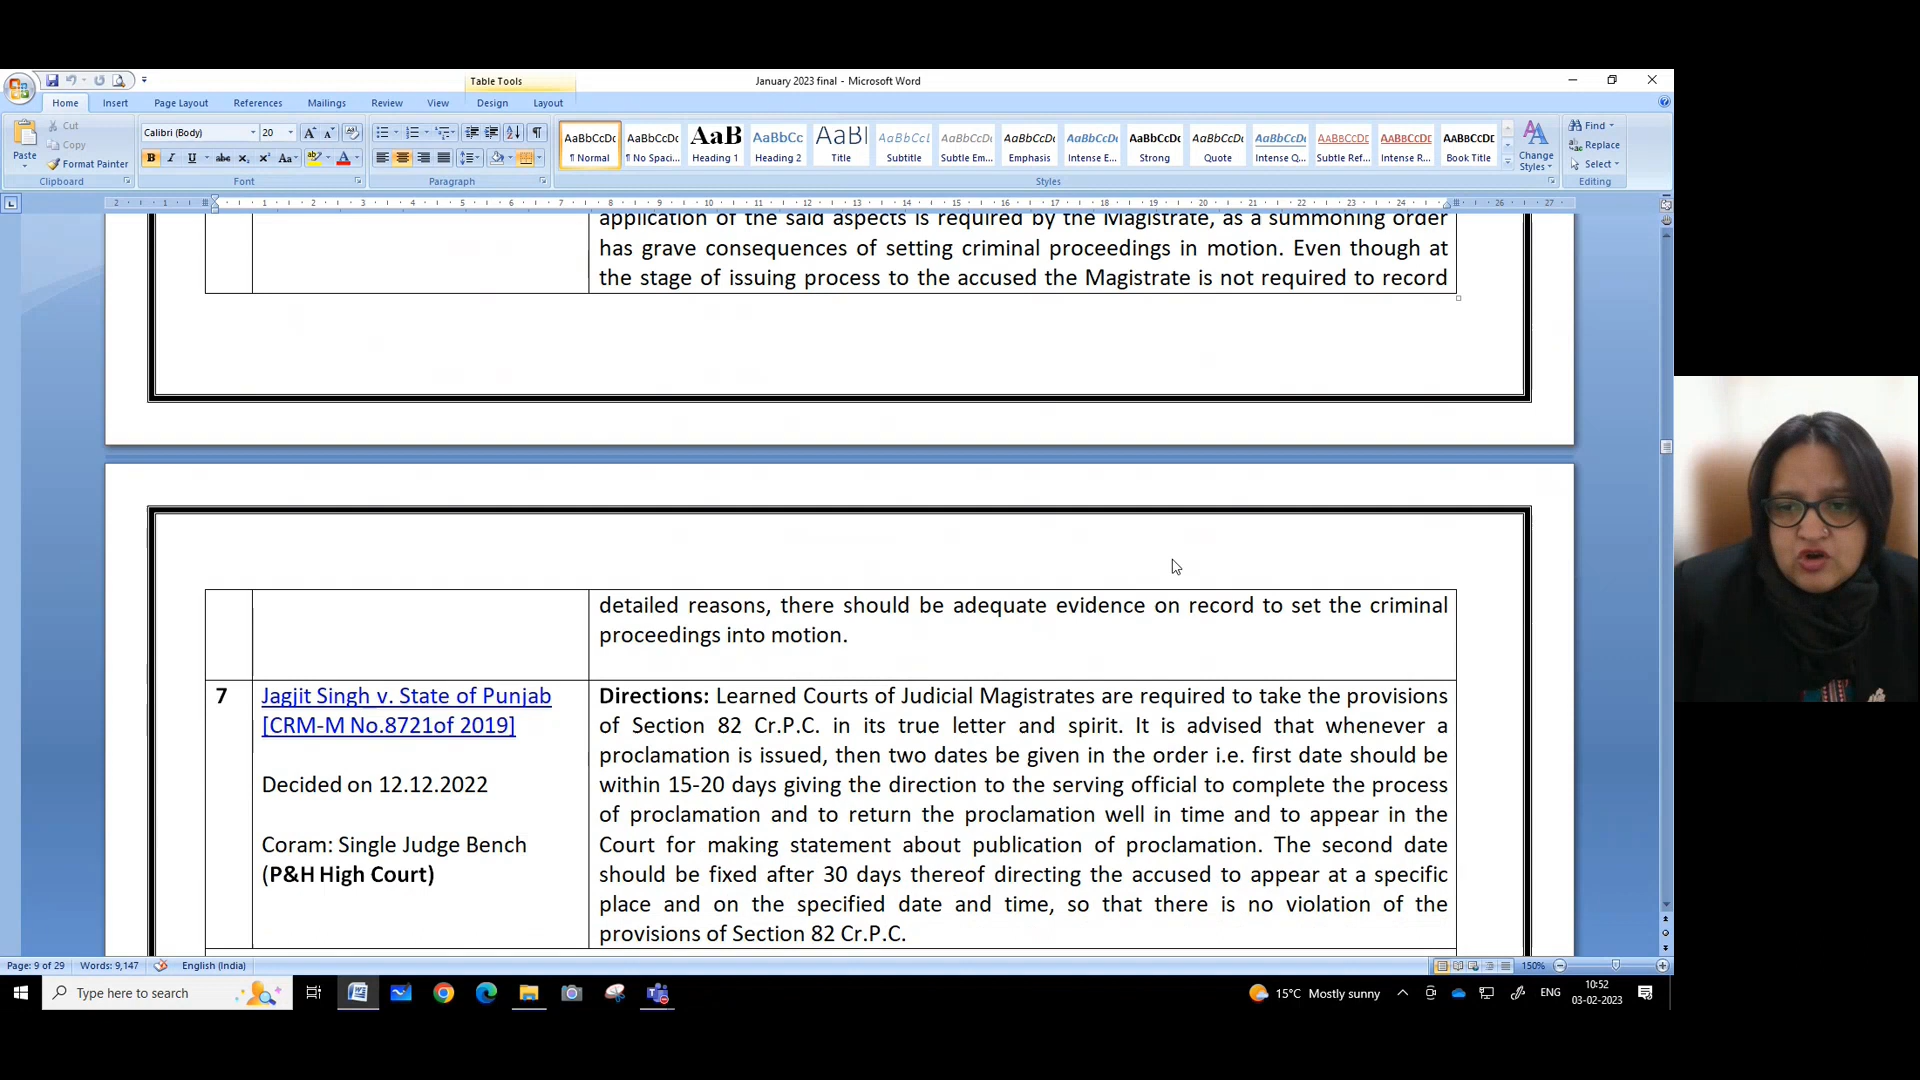 Table Tools
January 2023 final - Microsoft Word
Home Insert Page Layout References Mailings Review View Design Layout
Paste
Cut
Copy
Format Painter
Clipboard
Calibri (Body) 20
Font
Paragraph
AaBbCcDc AaBbCcDc AaB AaBbCc AaBl AaBbCcl AaBbCcDc AaBbCcDc AaBbCcDc AaBbCcDc AaBbCcDc AaBbCcDc AABBCCDD AABBCCDD AABBCCDD
¶ Normal ¶ No Spaci... Heading 1 Heading 2 Title Subtitle Subtle Em... Emphasis Intense E... Strong Quote Intense Q... Subtle Ref... Intense R... Book Title
Change
Styles
Styles
Find
Replace
Select
Editing
application of the said aspects is required by the Magistrate, as a summoning order
has grave consequences of setting criminal proceedings in motion. Even though at
the stage of issuing process to the accused the Magistrate is not required to record
detailed reasons, there should be adequate evidence on record to set the criminal
proceedings into motion.
7
Jagjit Singh v. State of Punjab
[CRM-M No.8721of 2019]
Decided on 12.12.2022
Coram: Single Judge Bench
(P&H High Court)
Directions: Learned Courts of Judicial Magistrates are required to take the provisions
of Section 82 Cr.P.C. in its true letter and spirit. It is advised that whenever a
proclamation is issued, then two dates be given in the order i.e. first date should be
within 15-20 days giving the direction to the serving official to complete the process
of proclamation and to return the proclamation well in time and to appear in the
Court for making statement about publication of proclamation. The second date
should be fixed after 30 days thereof directing the accused to appear at a specific
place and on the specified date and time, so that there is no violation of the
provisions of Section 82 Cr.P.C.
Page: 9 of 29 Words: 9,147 English (India) 150%
Type here to search
15°C Mostly sunny
ENG
10:52
03-02-2023